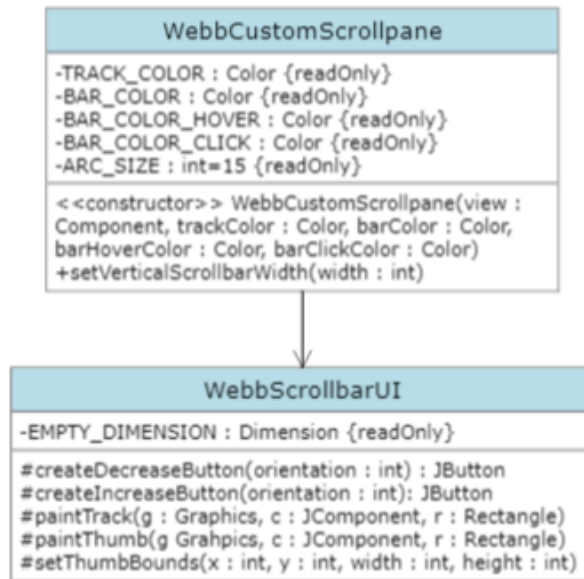 WebbCustomScrollpane
-TRACK_COLOR : Color {readOnly}
-BAR_COLOR : Color {readOnly}
-BAR_COLOR_HOVER : Color {readOnly}
-BAR_COLOR_CLICK : Color {readOnly}
-ARC_SIZE : int=15 {readOnly}
<<constructor>> WebbCustomScrollpane(view :
Component, trackColor : Color, barColor : Color,
barHoverColor : Color, barClickColor : Color)
+setVerticalScrollbarWidth(width : int)
WebbScrollbarUI
-EMPTY_DIMENSION : Dimension {readOnly}
#createDecreaseButton(orientation : int) : JButton
#createIncreaseButton(orientation : int): JButton
#paintTrack(g : Graphics, c : JComponent, r : Rectangle)
#paintThumb(g Grahpics, c : JComponent, r : Rectangle)
#setThumbBounds(x : int, y : int, width : int, height : int)